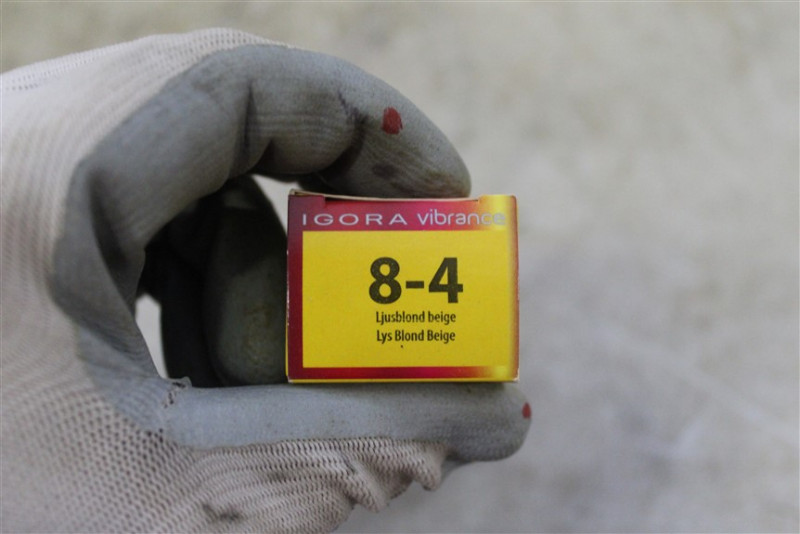 IGORA vibrance
8-4
Ljusblond beige
Lys Blond Beige